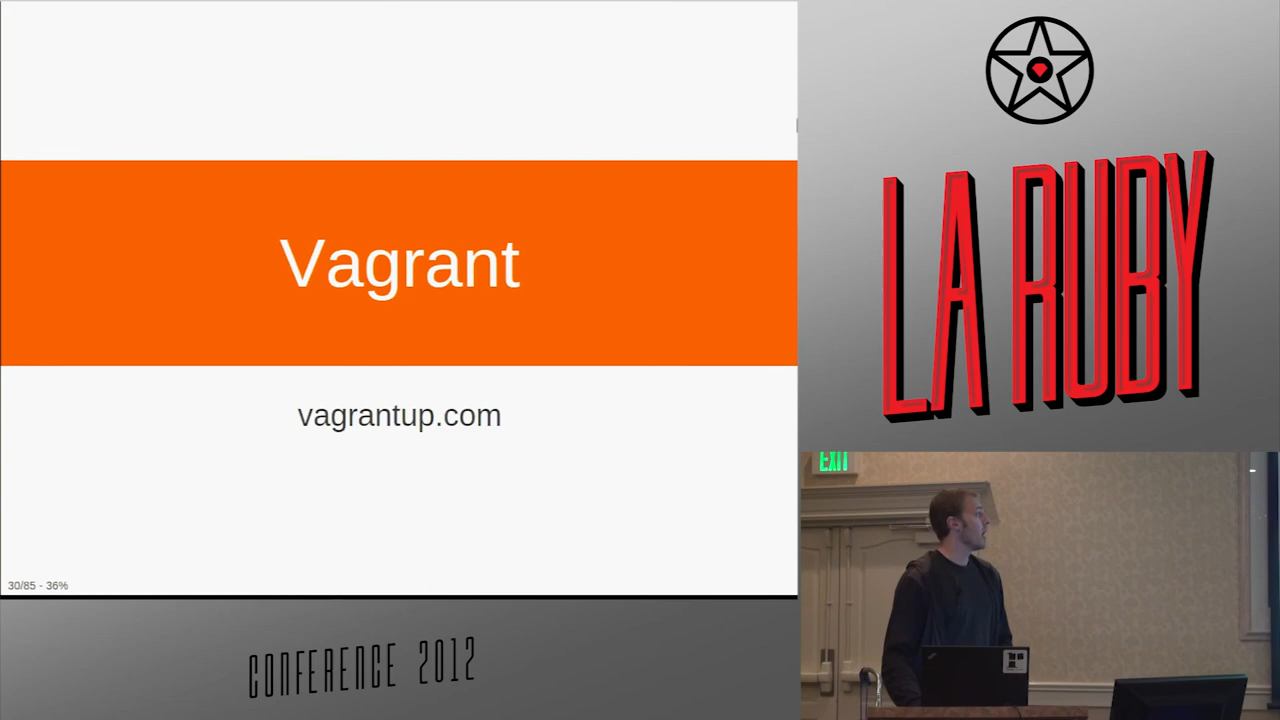 Vagrant
vagrantup.com
30/85 - 36%
CONFERENCE 2012
LA RUBY
EXIT